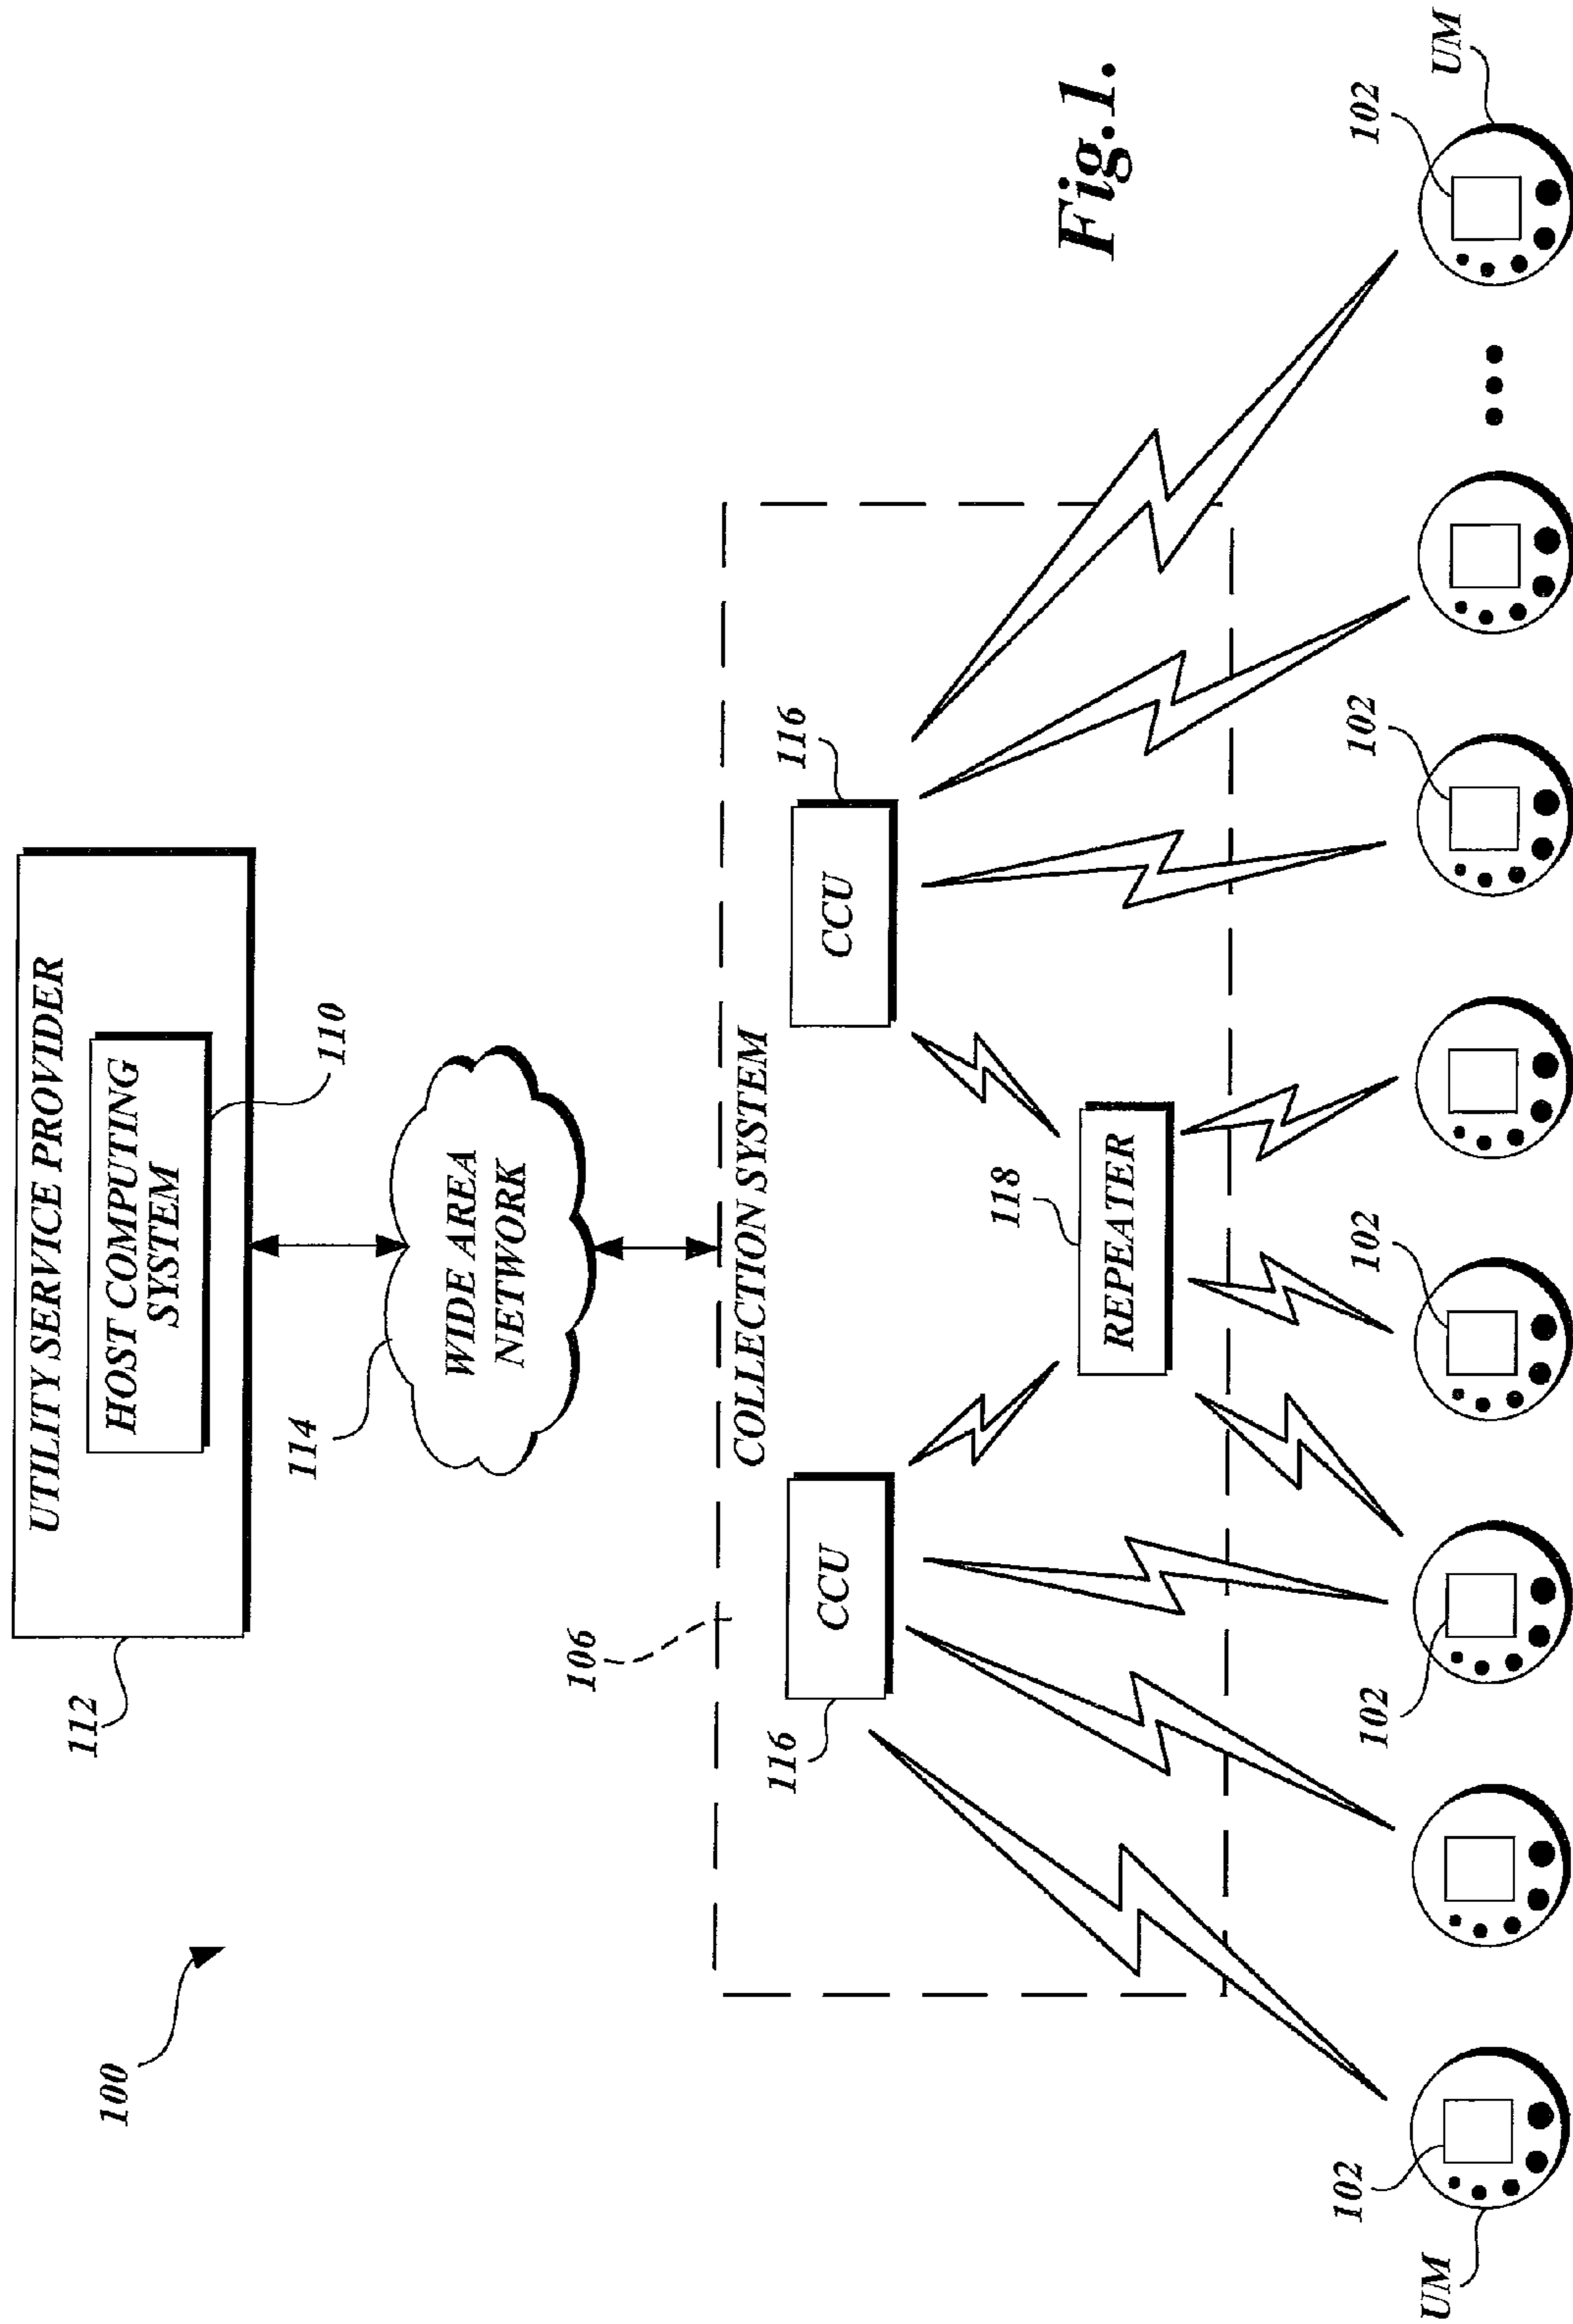 100
112
UTILITY SERVICE PROVIDER
HOST COMPUTING
SYSTEM
110
114
WIDE AREA
NETWORK
106
COLLECTION SYSTEM
116
CCU
CCU
116
118
REPEATER
Fig.1.
UM
102
102
102
102
102
UM